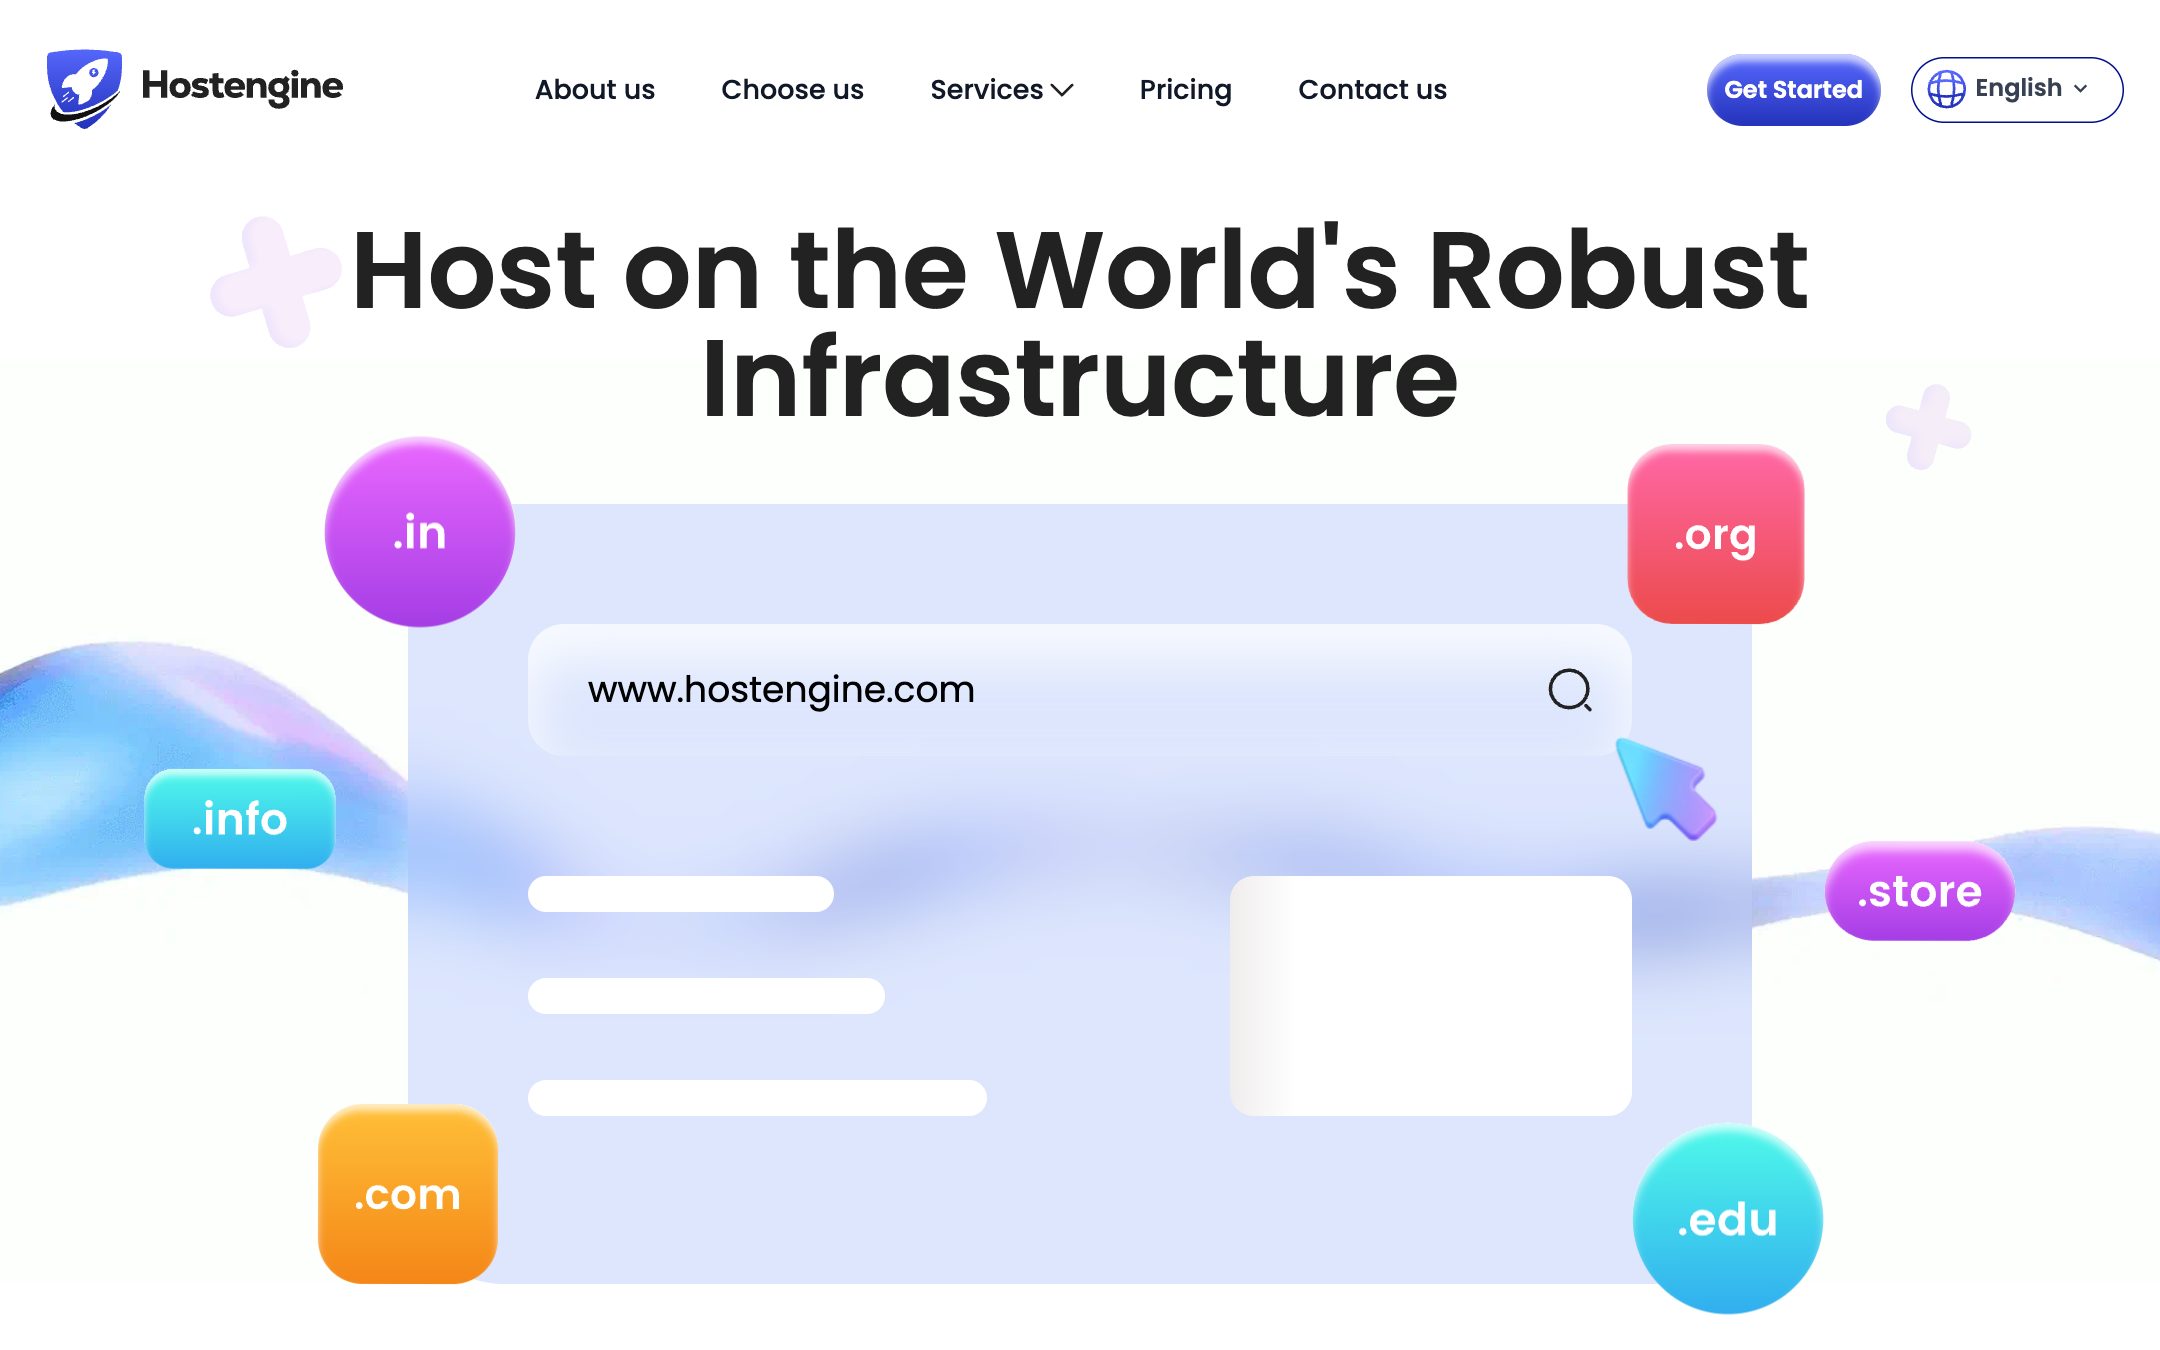 Hostengine
About us
Choose us
Services
Pricing
Contact us
Get Started
English
Host on the World's Robust
Infrastructure
.in
.org
www.hostengine.com
.info
.store
.com
.edu